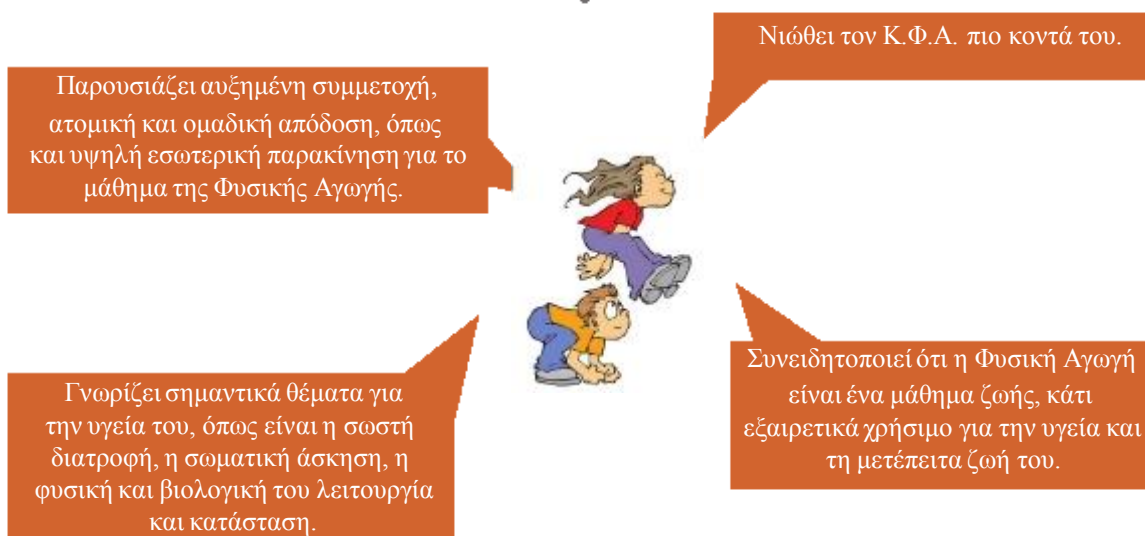 Νιώθει τον Κ.Φ.Α. πιο κοντά του.
Παρουσιάζει αυξημένη συμμετοχή,
ατομική και ομαδική απόδοση, όπως
και υψηλή εσωτερική παρακίνηση για το
μάθημα της Φυσικής Αγωγής.
Συνειδητοποιεί ότι η Φυσική Αγωγή
είναι ένα μάθημα ζωής, κάτι
εξαιρετικά χρήσιμο για την υγεία και
τη μετέπειτα ζωή του.
Γνωρίζει σημαντικά θέματα για
την υγεία του, όπως είναι η σωστή
διατροφή, η σωματική άσκηση, η
φυσική και βιολογική του λειτουργία
και κατάσταση.